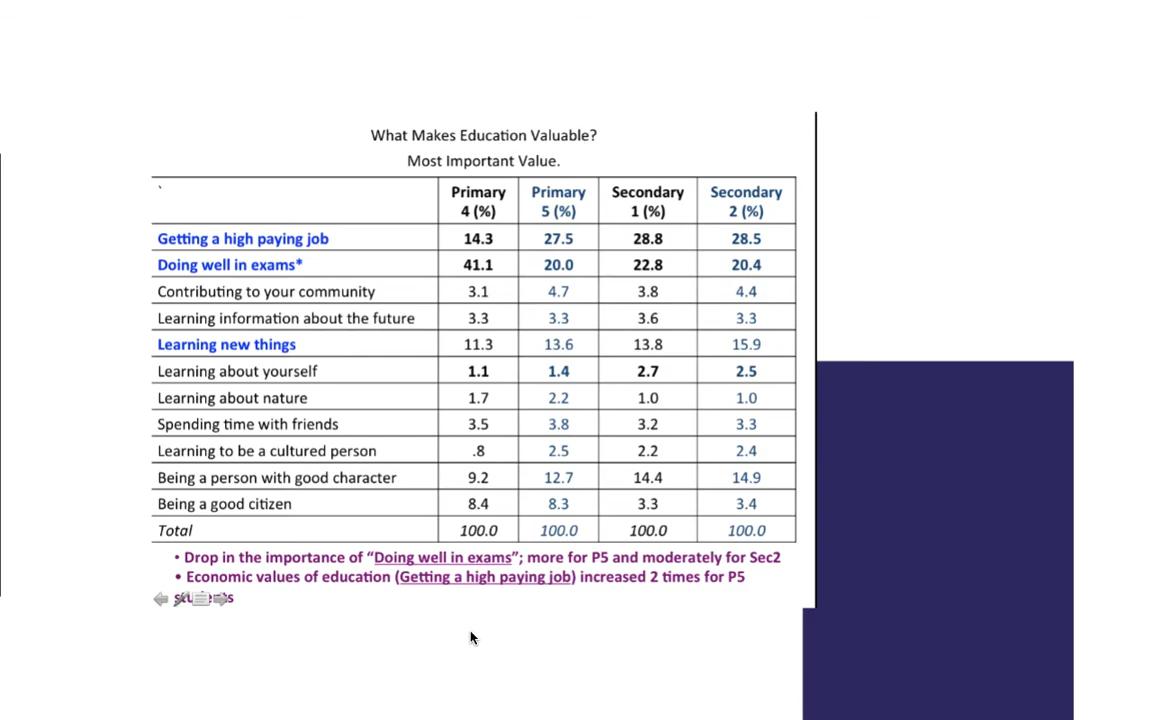 What Makes Education Valuable?
Most Important Value.
` Primary 4 (%) Primary 5 (%) Secondary 1 (%) Secondary 2 (%)
Getting a high paying job 14.3 27.5 28.8 28.5
Doing well in exams* 41.1 20.0 22.8 20.4
Contributing to your community 3.1 4.7 3.8 4.4
Learning information about the future 3.3 3.3 3.6 3.3
Learning new things 11.3 13.6 13.8 15.9
Learning about yourself 1.1 1.4 2.7 2.5
Learning about nature 1.7 2.2 1.0 1.0
Spending time with friends 3.5 3.8 3.2 3.3
Learning to be a cultured person .8 2.5 2.2 2.4
Being a person with good character 9.2 12.7 14.4 14.9
Being a good citizen 8.4 8.3 3.3 3.4
Total 100.0 100.0 100.0 100.0
• Drop in the importance of “Doing well in exams”; more for P5 and moderately for Sec2
• Economic values of education (Getting a high paying job) increased 2 times for P5
students